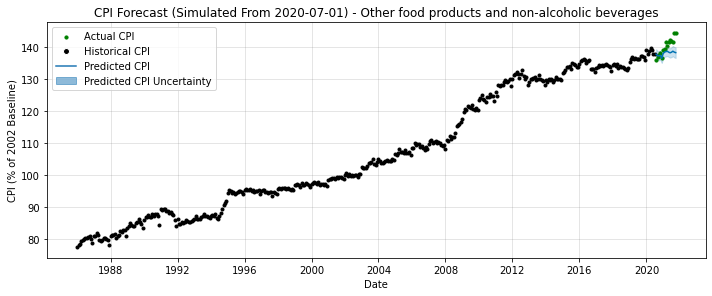 CPI Forecast (Simulated From 2020-07-01) - Other food products and non-alcoholic beverages
Actual CPI
Historical CPI
Predicted CPI
Predicted CPI Uncertainty
CPI (% of 2002 Baseline)
140
130
120
110
100
90
80
1988 1992 1996 2000 2004 2008 2012 2016 2020
Date